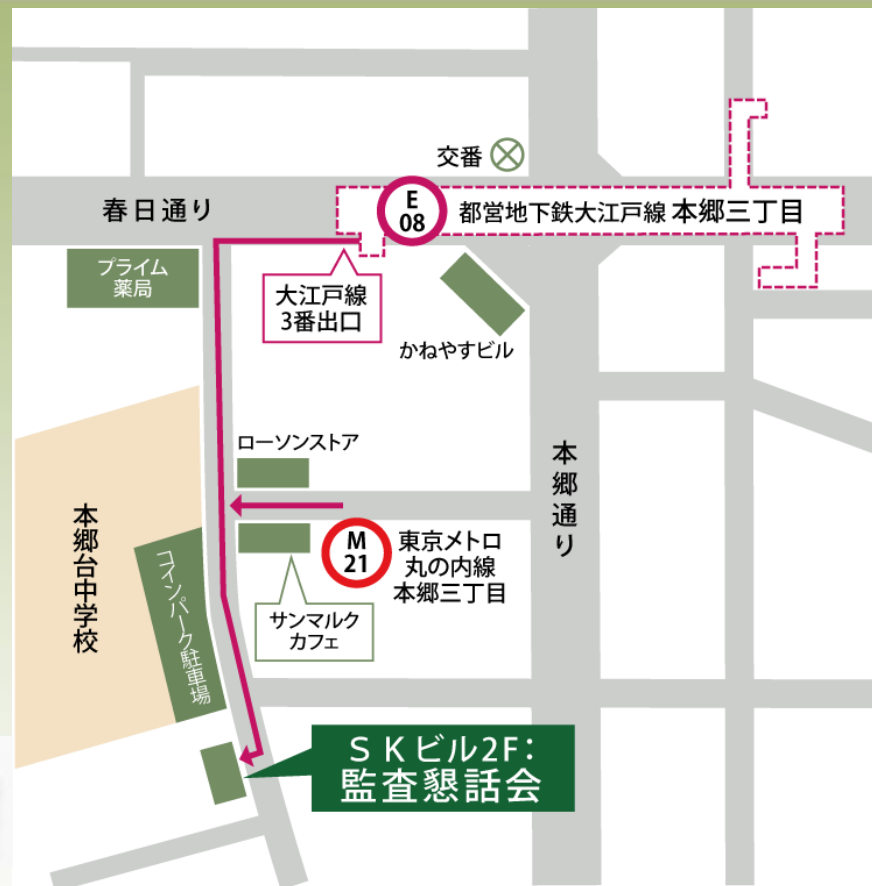 交番
春日通り
E
08
都営地下鉄大江戸線 本郷三丁目
プライム
薬局
大江戸線
3番出口
かねやすビル
ローソンストア
本郷通り
M
21
東京メトロ
丸の内線
本郷三丁目
本郷台中学校
コインパーク駐車場
サンマルク
カフェ
ＳＫビル2F：
監査懇話会